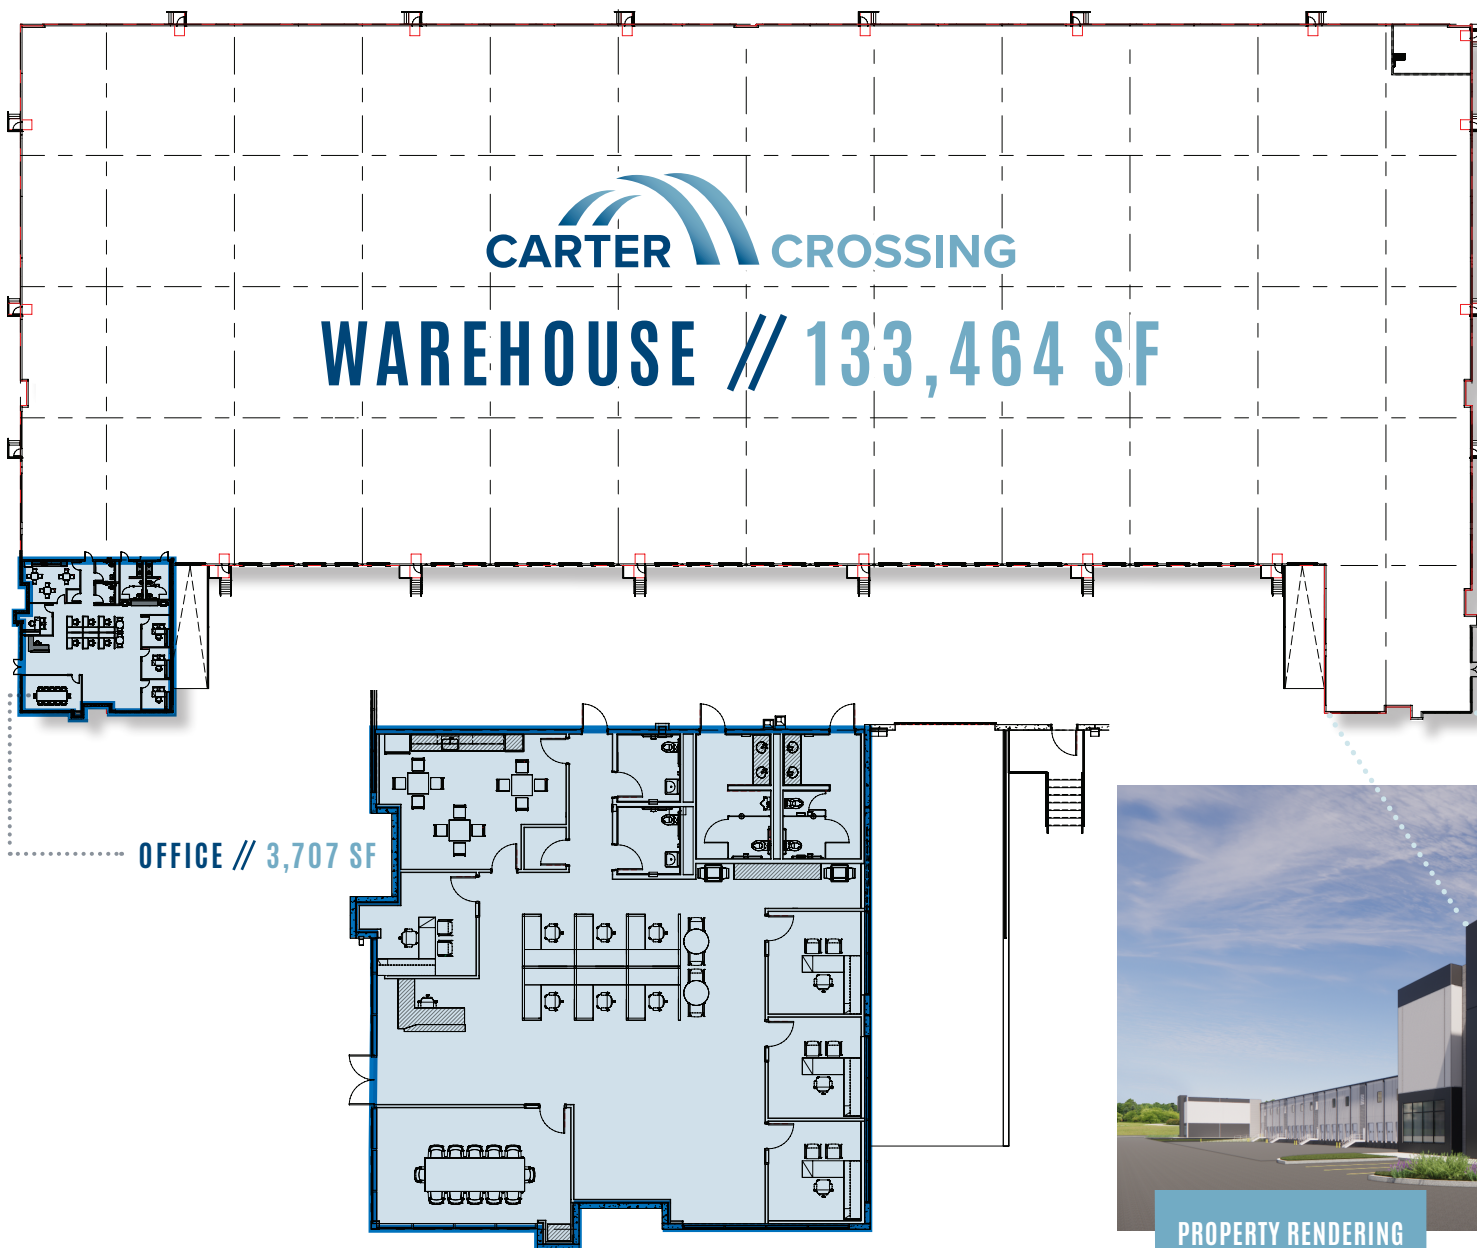 CARTER CROSSING
WAREHOUSE // 133,464 SF
OFFICE // 3,707 SF
PROPERTY RENDERING